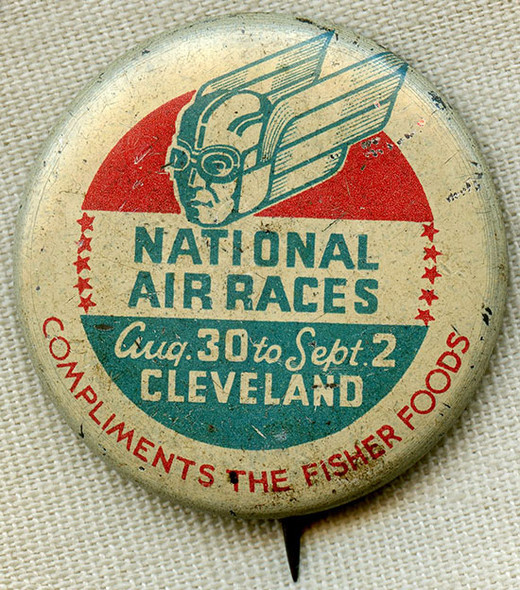 NATIONAL
AIR RACES
Aug. 30 to Sept. 2
CLEVELAND
COMPLIMENTS THE FISHER FOODS